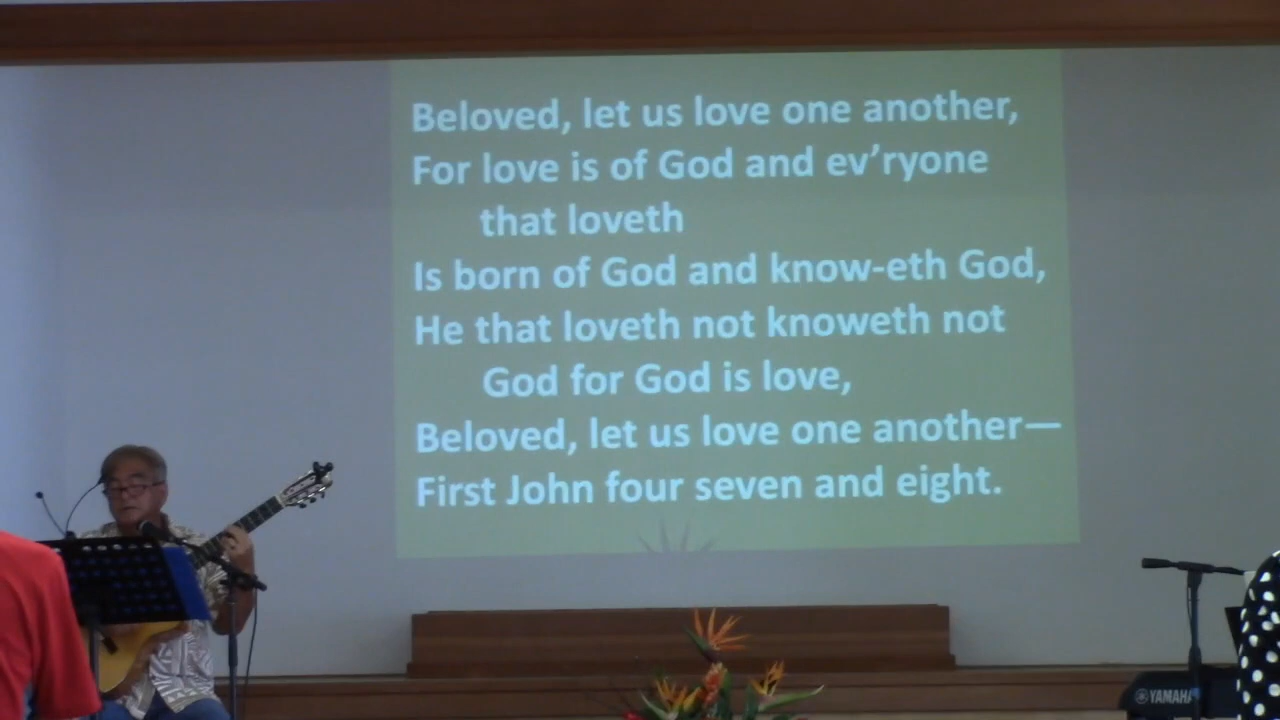 Beloved, let us love one another,
For love is of God and ev’ryone
that loveth
Is born of God and know-eth God,
He that loveth not knoweth not
God for God is love,
Beloved, let us love one another—
First John four seven and eight.
YAMAHA